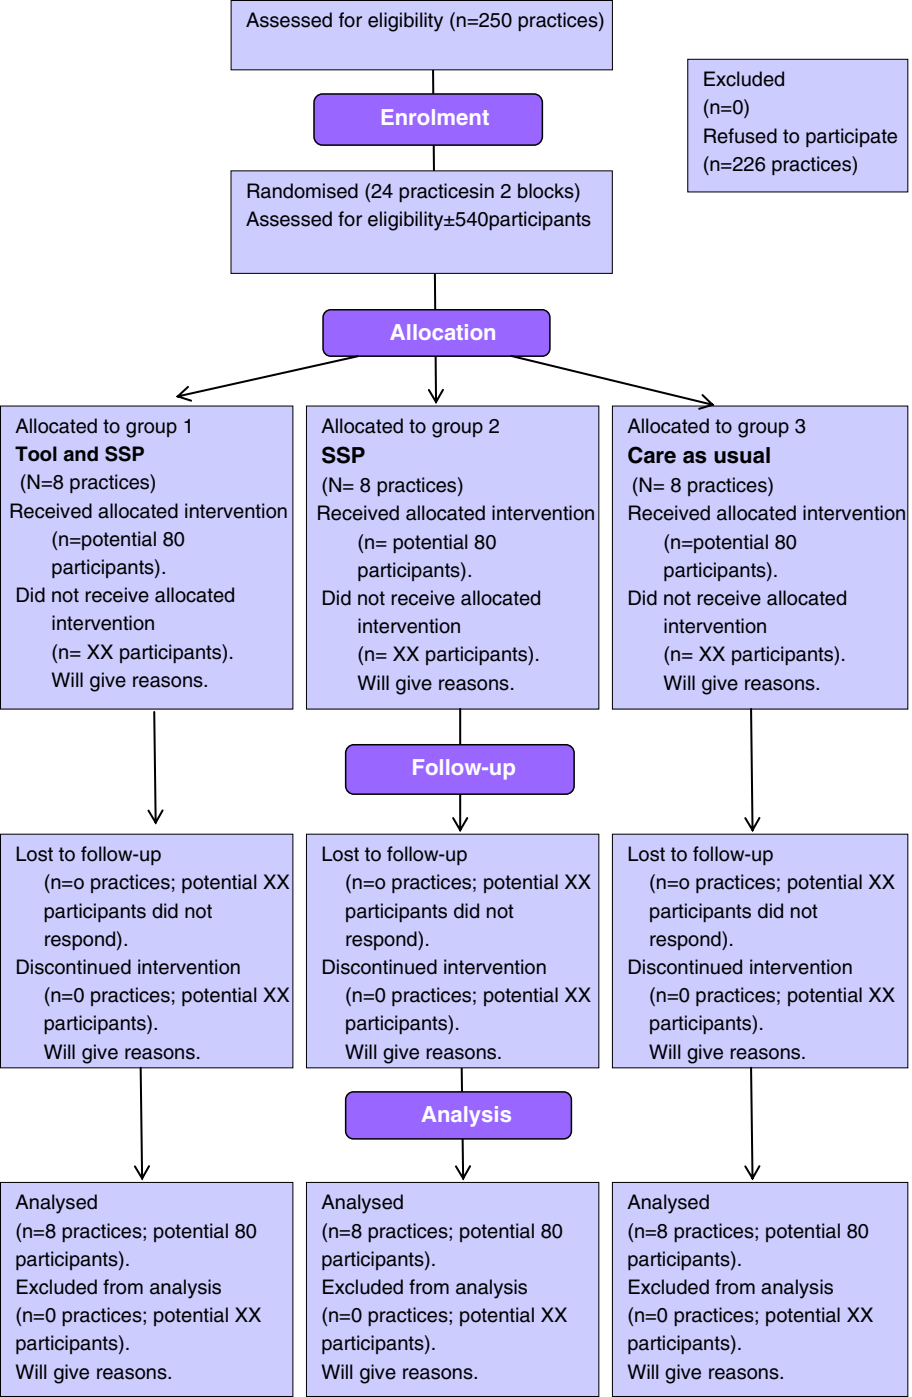 Assessed for eligibility (n=250 practices)
Excluded
(n=0)
Refused to participate
(n=226 practices)
Enrolment
Randomised (24 practicesin 2 blocks)
Assessed for eligibility±540participants
Allocation
Allocated to group 1
Tool and SSP
(N=8 practices)
Received allocated intervention
(n=potential 80
participants).
Did not receive allocated
intervention
(n= XX participants).
Will give reasons.
Allocated to group 2
SSP
(N= 8 practices)
Received allocated intervention
(n= potential 80
participants).
Did not receive allocated
intervention
(n= XX participants).
Will give reasons.
Allocated to group 3
Care as usual
(N= 8 practices)
Received allocated intervention
(n=potential 80
participants).
Did not receive allocated
intervention
(n= XX participants).
Will give reasons.
Follow-up
Lost to follow-up
(n=o practices; potential XX
participants did not
respond).
Discontinued intervention
(n=0 practices; potential XX
participants).
Will give reasons.
Lost to follow-up
(n=o practices; potential XX
participants did not
respond).
Discontinued intervention
(n=0 practices; potential XX
participants).
Will give reasons.
Lost to follow-up
(n=o practices; potential XX
participants did not
respond).
Discontinued intervention
(n=0 practices; potential XX
participants).
Will give reasons.
Analysis
Analysed
(n=8 practices; potential 80
participants).
Excluded from analysis
(n=0 practices; potential XX
participants).
Will give reasons.
Analysed
(n=8 practices; potential 80
participants).
Excluded from analysis
(n=0 practices; potential XX
participants).
Will give reasons.
Analysed
(n=8 practices; potential 80
participants).
Excluded from analysis
(n=0 practices; potential XX
participants).
Will give reasons.